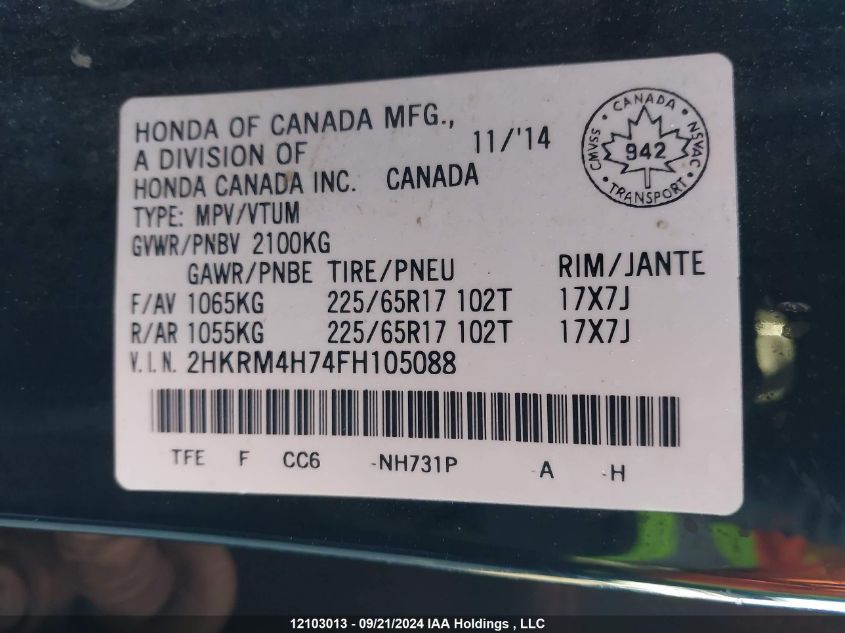 HONDA OF CANADA MFG.,
A DIVISION OF 11/'14
HONDA CANADA INC. CANADA
TYPE: MPV/VTUM
GVWR/PNBV 2100KG
GAWR/PNBE TIRE/PNEU RIM/JANTE
F/AV 1065KG 225/65R17 102T 17X7J
R/AR 1055KG 225/65R17 102T 17X7J
V.I.N. 2HKRM4H74FH105088
TFE F CC6 -NH731P -A -H
CANADA
CMVSS 942 NSVAC
TRANSPORT
12103013 - 09/21/2024 IAA Holdings , LLC